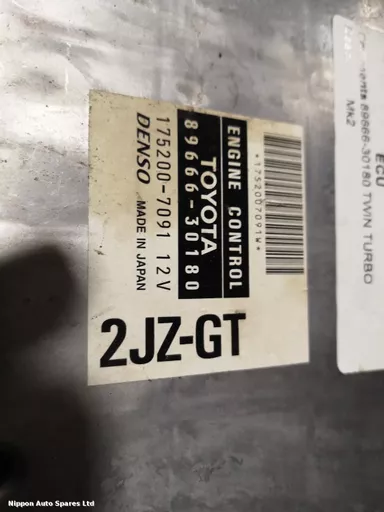 *1752007091W*
ENGINE CONTROL
TOYOTA
89666-30180
175200-7091 12V
DENSO MADE IN JAPAN
2JZ-GT
ECU
89666-30180 TWIN TURBO
Mk2
Nippon Auto Spares Ltd